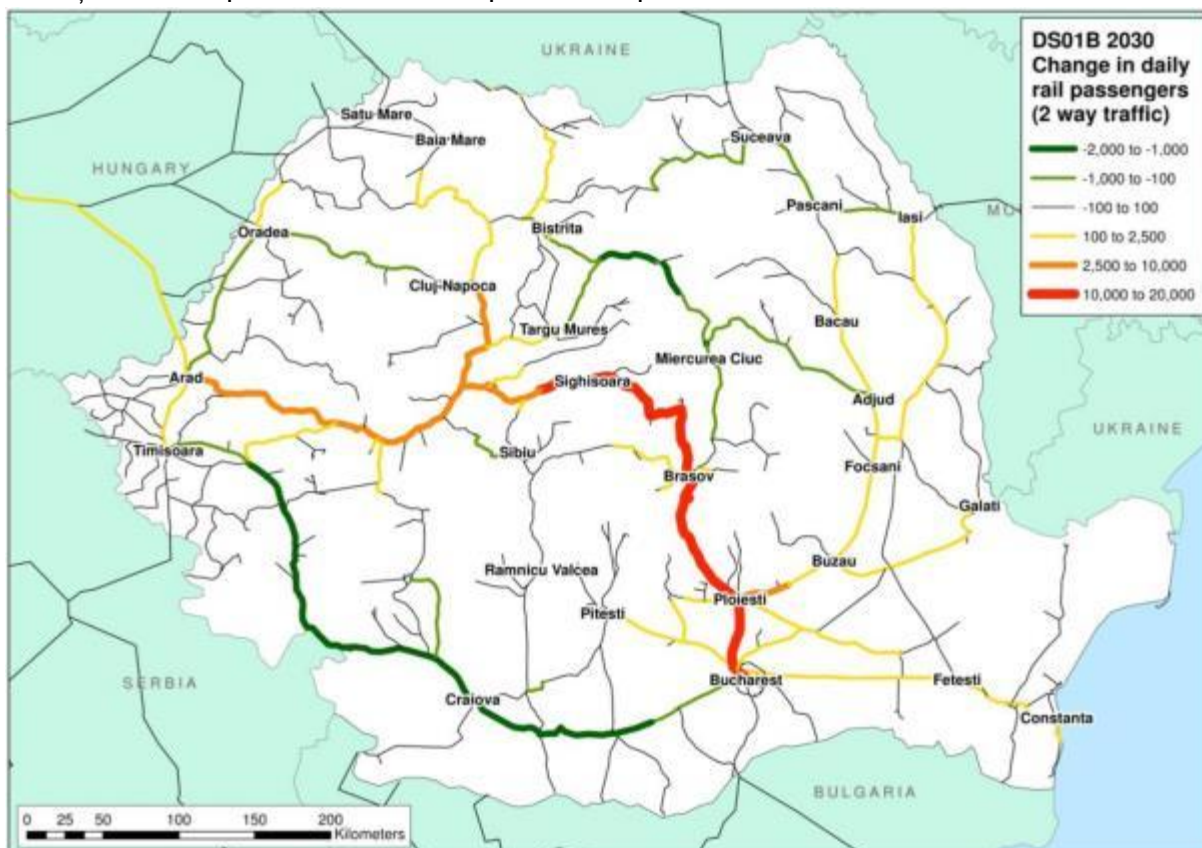 UKRAINE
DS01B 2030
Change in daily
rail passengers
(2 way traffic)
-2,000 to -1,000
-1,000 to -100
-100 to 100
100 to 2,500
2,500 to 10,000
10,000 to 20,000
Satu Mare
Baia Mare
Suceava
HUNGARY
Pascani
Iasi
MO
Oradea
Bistrita
Cluj-Napoca
Targu Mures
Bacau
Miercurea Ciuc
Arad
Sighisoara
Adjud
UKRAINE
Timisoara
Sibiu
Brasov
Focsani
Galati
Ramnicu Valcea
Buzau
Pitesti
Ploiesti
SERBIA
Bucharest
Fetesti
Craiova
Constanta
BULGARIA
0 25 50 100 150 200
Kilometers